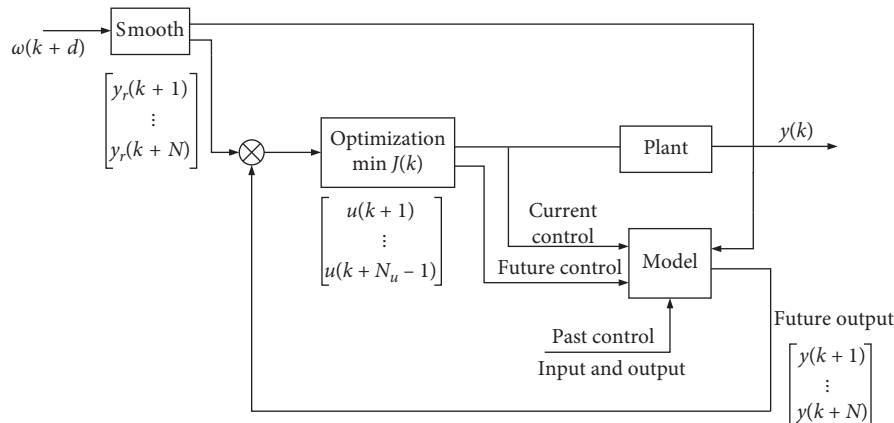 Smooth
ω(k + d)
y_r(k + 1)
⋮
y_r(k + N)
Optimization
min J(k)
Plant
y(k)
u(k + 1)
⋮
u(k + N_u – 1)
Current
control
Future control
Model
Past control
Input and output
Future output
y(k + 1)
⋮
y(k + N)